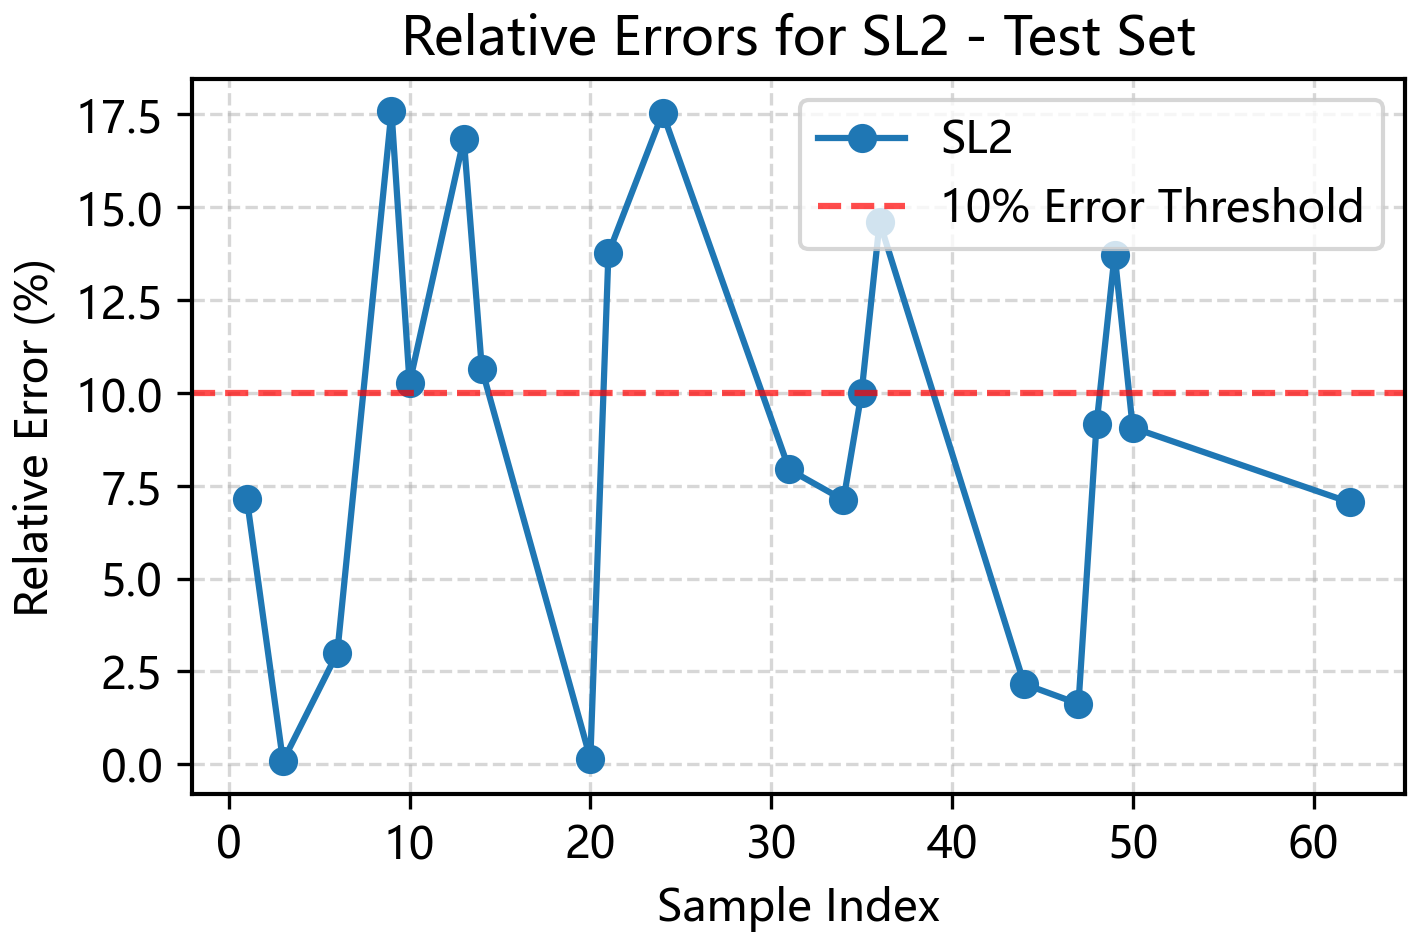 Relative Errors for SL2 - Test Set
SL2
10% Error Threshold
Relative Error (%)
17.5
15.0
12.5
10.0
7.5
5.0
2.5
0.0
0 10 20 30 40 50 60
Sample Index